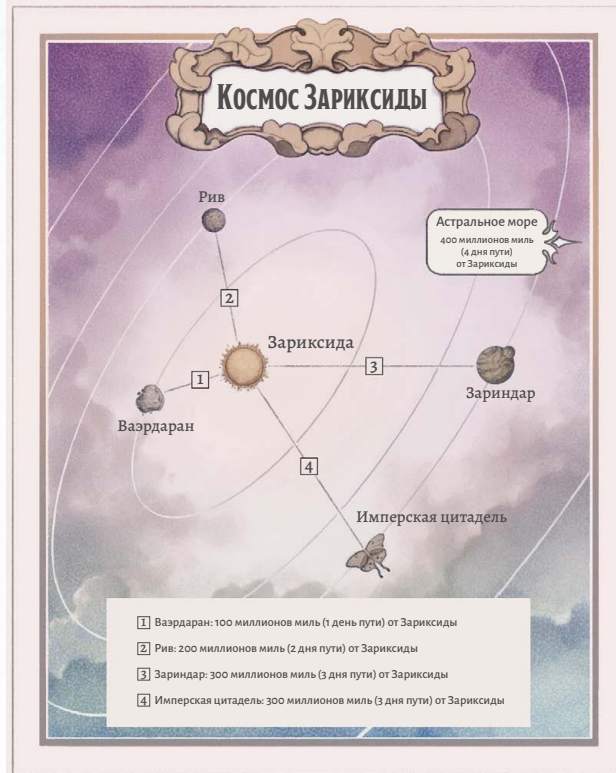 Космос Зариксиды
Рив
Астральное море
400 миллионов миль
(4 дня пути)
от Зариксиды
2
Зариксида
3
1
Зариндар
Ваэрдаран
4
Имперская цитадель
1 Ваэрдаран: 100 миллионов миль (1 день пути) от Зариксиды
2 Рив: 200 миллионов миль (2 дня пути) от Зариксиды
3 Зариндар: 300 миллионов миль (3 дня пути) от Зариксиды
4 Имперская цитадель: 300 миллионов миль (3 дня пути) от Зариксиды